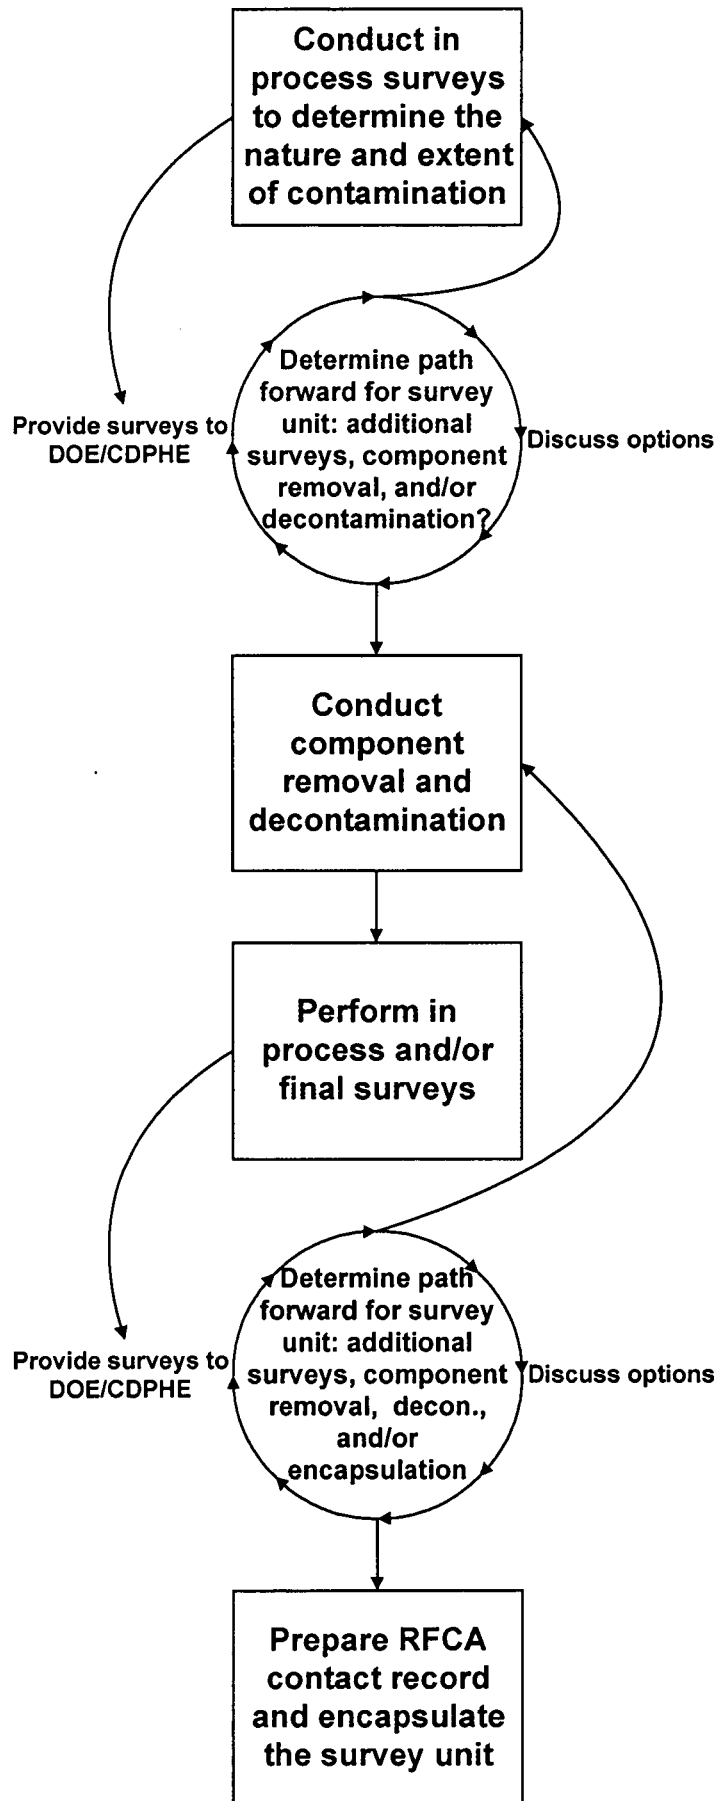 Conduct in
process surveys
to determine the
nature and extent
of contamination
Determine path
forward for survey
unit: additional
surveys, component
removal, and/or
decontamination?
Provide surveys to
DOE/CDPHE
Discuss options
Conduct
component
removal and
decontamination
Perform in
process and/or
final surveys
Determine path
forward for survey
unit: additional
surveys, component
removal, decon.,
and/or
encapsulation
Provide surveys to
DOE/CDPHE
Discuss options
Prepare RFCA
contact record
and encapsulate
the survey unit